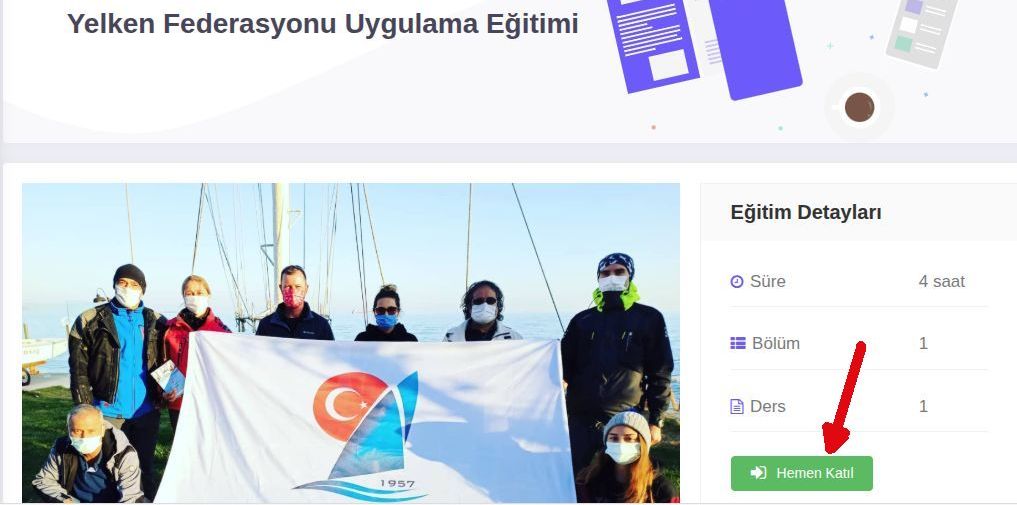 Yelken Federasyonu Uygulama Eğitimi
Eğitim Detayları
Süre 4 saat
Bölüm 1
Ders 1
Hemen Katıl
1957